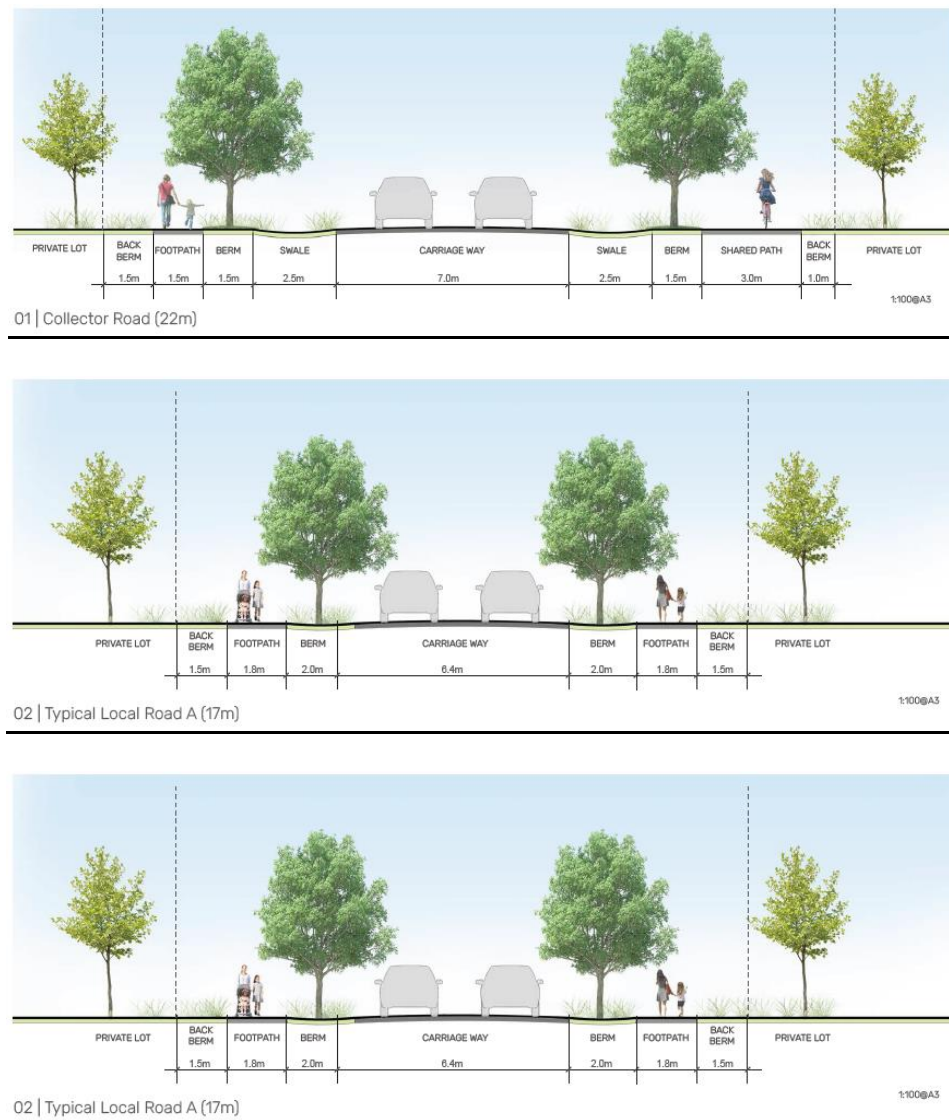 PRIVATE LOT
BACK
BERM
FOOTPATH
BERM
SWALE
CARRIAGE WAY
SWALE
BERM
SHARED PATH
BACK
BERM
PRIVATE LOT
1.5m
1.5m
1.5m
2.5m
7.0m
2.5m
1.5m
3.0m
1.0m
1:100@A3
01 | Collector Road (22m)
PRIVATE LOT
BACK
BERM
FOOTPATH
BERM
CARRIAGE WAY
BERM
FOOTPATH
BACK
BERM
PRIVATE LOT
1.5m
1.8m
2.0m
6.4m
2.0m
1.8m
1.5m
1:100@A3
02 | Typical Local Road A (17m)
PRIVATE LOT
BACK
BERM
FOOTPATH
BERM
CARRIAGE WAY
BERM
FOOTPATH
BACK
BERM
PRIVATE LOT
1.5m
1.8m
2.0m
6.4m
2.0m
1.8m
1.5m
1:100@A3
02 | Typical Local Road A (17m)